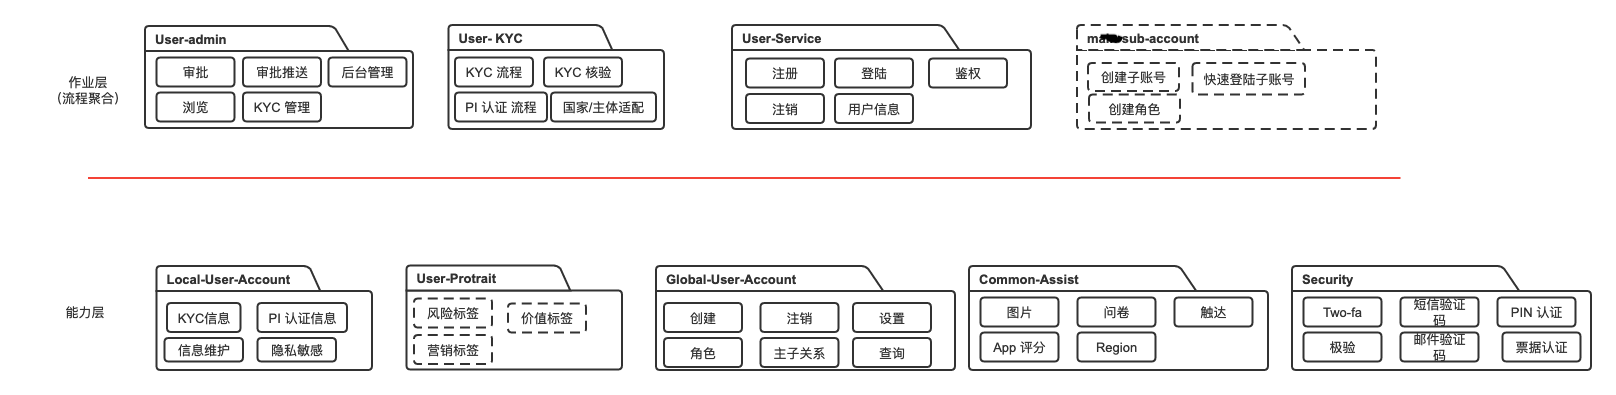 作业层
(流程聚合)
User-admin
审批
审批推送
后台管理
浏览
KYC 管理
User- KYC
KYC 流程
KYC 核验
PI 认证 流程
国家/主体适配
User-Service
注册
登陆
鉴权
注销
用户信息
sub-account
创建子账号
快速登陆子账号
创建角色
能力层
Local-User-Account
KYC信息
PI 认证信息
信息维护
隐私敏感
User-Protrait
风险标签
价值标签
营销标签
Global-User-Account
创建
注销
设置
角色
主子关系
查询
Common-Assist
图片
问卷
触达
App 评分
Region
Security
Two-fa
短信验证
码
PIN 认证
极验
邮件验证
码
票据认证